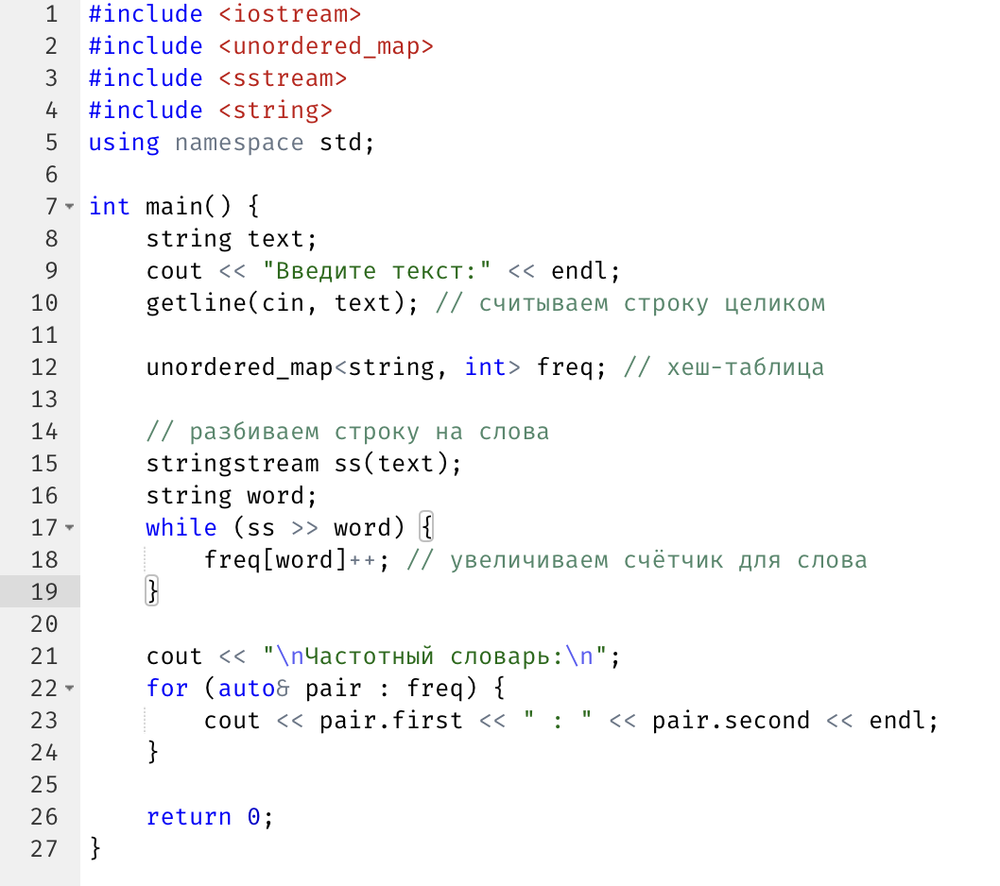 1 #include <iostream>
2 #include <unordered_map>
3 #include <sstream>
4 #include <string>
5 using namespace std;
6
7 int main() {
8     string text;
9     cout << "Введите текст:" << endl;
10     getline(cin, text); // считываем строку целиком
11
12     unordered_map<string, int> freq; // хеш-таблица
13
14     // разбиваем строку на слова
15     stringstream ss(text);
16     string word;
17     while (ss >> word) {
18         freq[word]++; // увеличиваем счётчик для слова
19     }
20
21     cout << "\nЧастотный словарь:\n";
22     for (auto& pair : freq) {
23         cout << pair.first << " : " << pair.second << endl;
24     }
25
26     return 0;
27 }